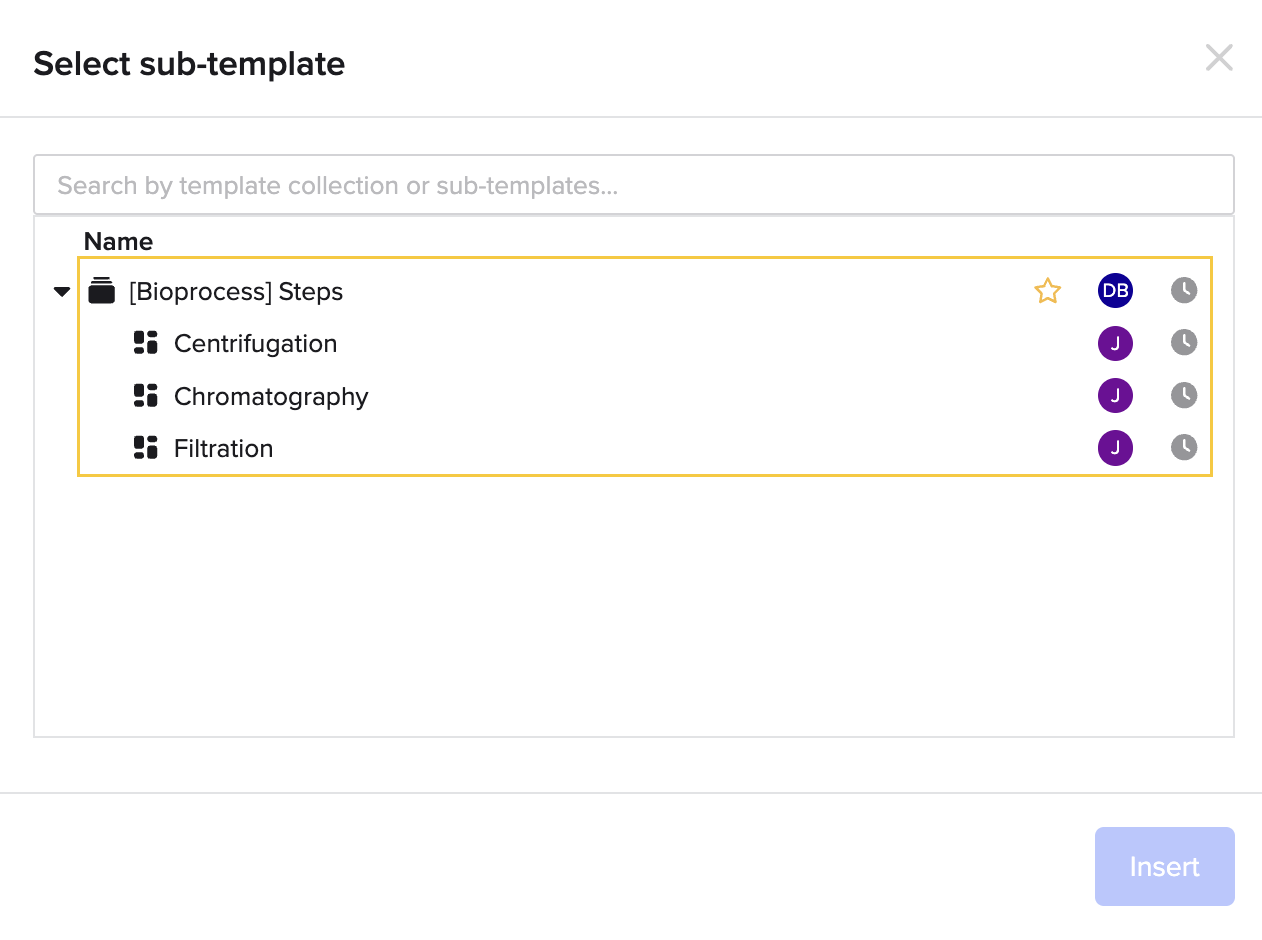 Select sub-template
Search by template collection or sub-templates...
Name
[Bioprocess] Steps DB
Centrifugation J
Chromatography J
Filtration J
Insert